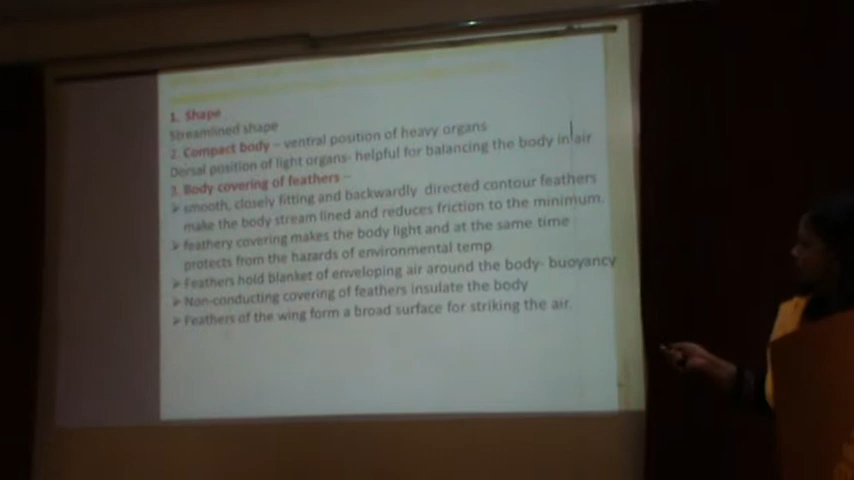 1. Shape
Streamlined shape
2. Compact body – ventral position of heavy organs
Dorsal position of light organs- helpful for balancing the body in air
3. Body covering of feathers –
➢ smooth, closely fitting and backwardly directed contour feathers
make the body stream lined and reduces friction to the minimum.
➢ feathery covering makes the body light and at the same time
protects from the hazards of environmental temp
➢ Feathers hold blanket of enveloping air around the body- buoyancy
➢ Non-conducting covering of feathers insulate the body
➢ Feathers of the wing form a broad surface for striking the air.